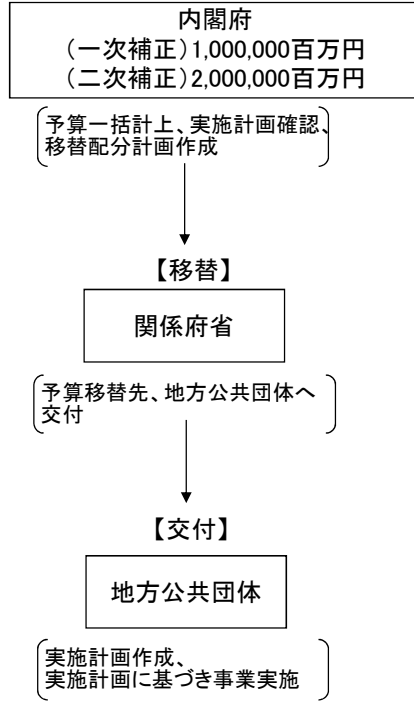 内閣府
(一次補正)1,000,000百万円
(二次補正)2,000,000百万円
予算一括計上、実施計画確認、
移替配分計画作成
【移替】
関係府省
予算移替先、地方公共団体へ
交付
【交付】
地方公共団体
実施計画作成、
実施計画に基づき事業実施